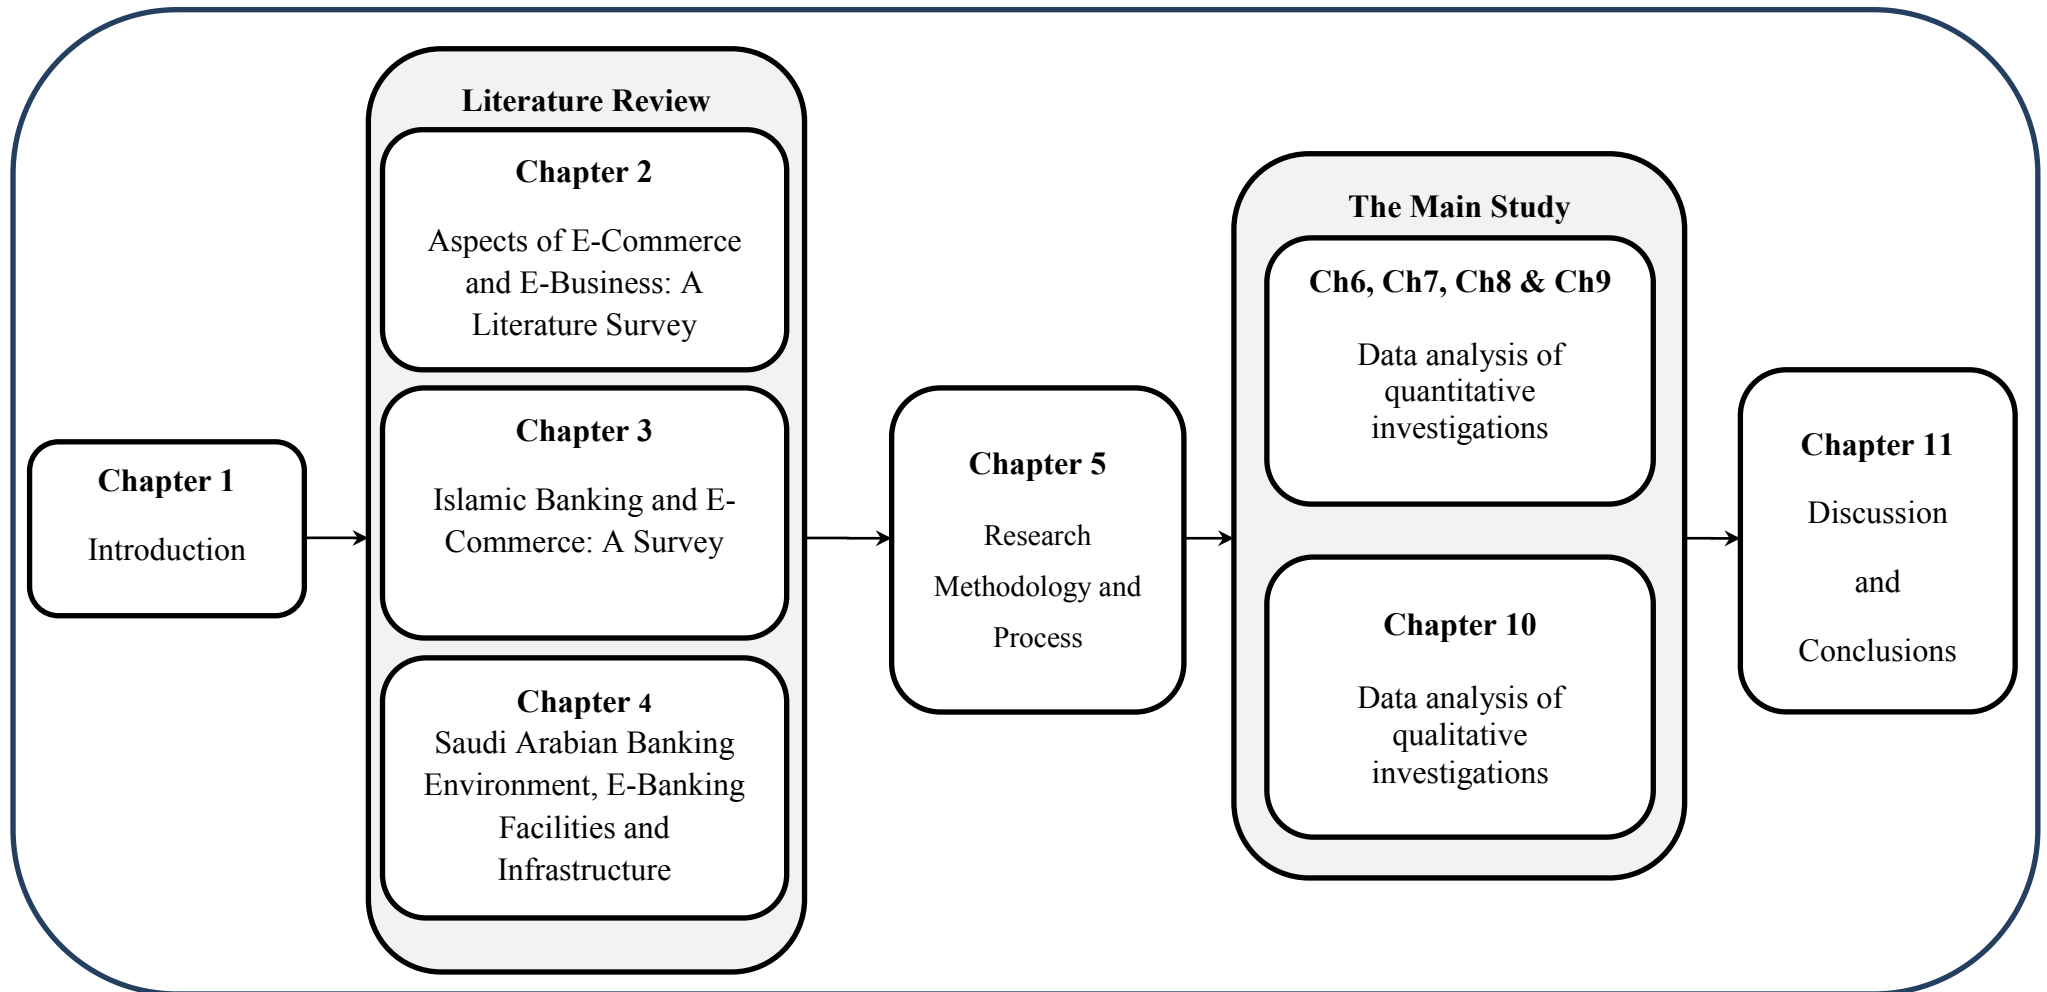 Chapter 1
Introduction
Literature Review
Chapter 2
Aspects of E-Commerce
and E-Business: A
Literature Survey
Chapter 3
Islamic Banking and E-
Commerce: A Survey
Chapter 4
Saudi Arabian Banking
Environment, E-Banking
Facilities and
Infrastructure
Chapter 5
Research
Methodology and
Process
The Main Study
Ch6, Ch7, Ch8 & Ch9
Data analysis of
quantitative
investigations
Chapter 10
Data analysis of
qualitative
investigations
Chapter 11
Discussion
and
Conclusions